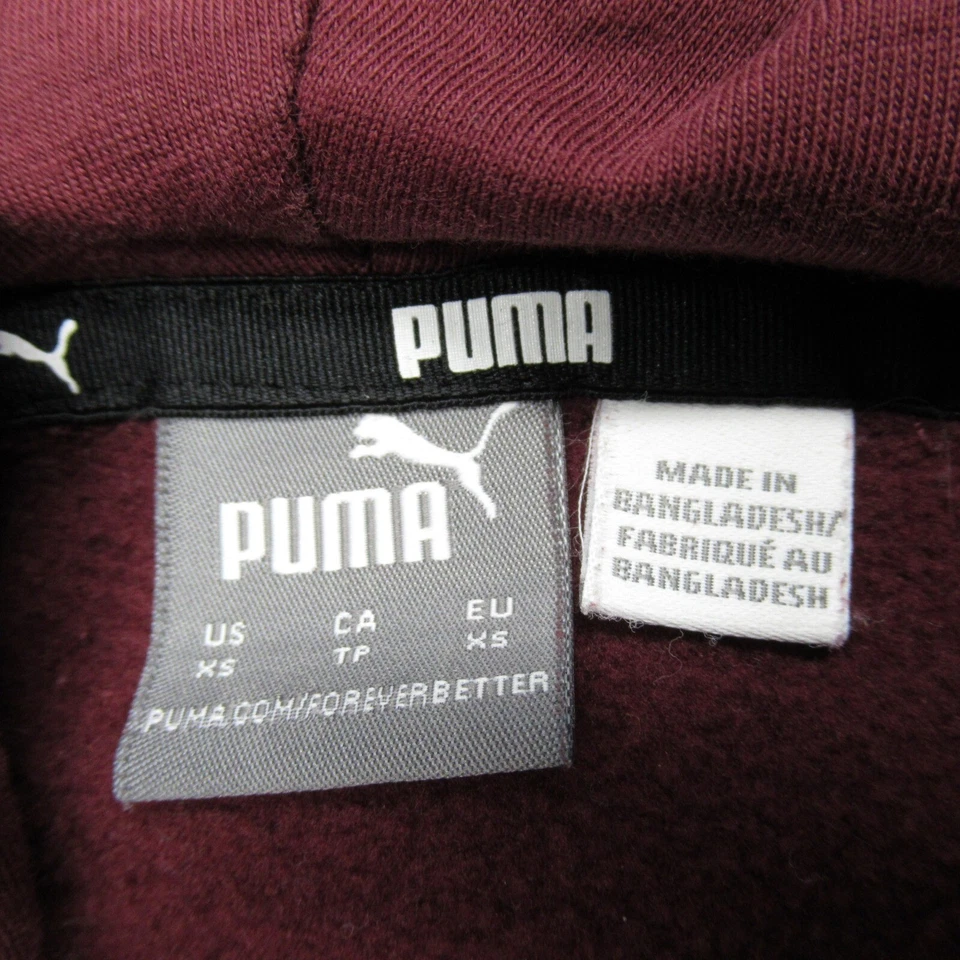 PUMA
PUMA
US CA EU
XS TP XS
PUMA.COM/FOREVERBETTER
MADE IN
BANGLADESH/
FABRIQUÉ AU
BANGLADESH